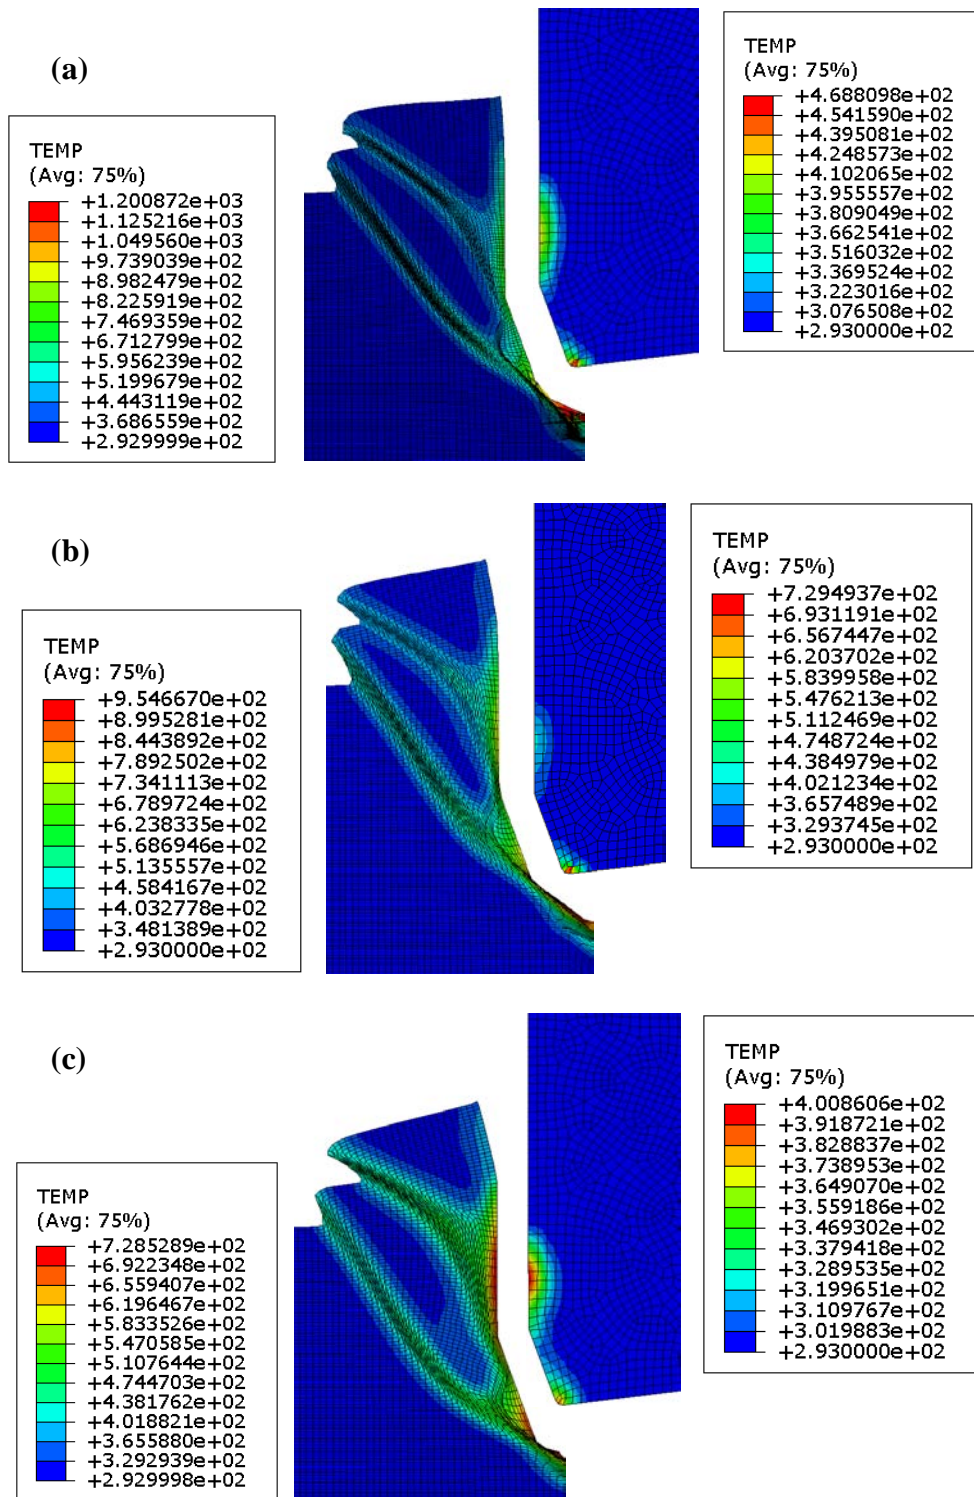 (a)
TEMP
(Avg: 75%)
+1.200872e+03
+1.125216e+03
+1.049560e+03
+9.739039e+02
+8.982479e+02
+8.225919e+02
+7.469359e+02
+6.712799e+02
+5.956239e+02
+5.199679e+02
+4.443119e+02
+3.686559e+02
+2.929999e+02
TEMP
(Avg: 75%)
+4.688098e+02
+4.541590e+02
+4.395081e+02
+4.248573e+02
+4.102065e+02
+3.955557e+02
+3.809049e+02
+3.662541e+02
+3.516032e+02
+3.369524e+02
+3.223016e+02
+3.076508e+02
+2.930000e+02
(b)
TEMP
(Avg: 75%)
+9.546670e+02
+8.995281e+02
+8.443892e+02
+7.892502e+02
+7.341113e+02
+6.789724e+02
+6.238335e+02
+5.686946e+02
+5.135557e+02
+4.584167e+02
+4.032778e+02
+3.481389e+02
+2.930000e+02
TEMP
(Avg: 75%)
+7.294937e+02
+6.931191e+02
+6.567447e+02
+6.203702e+02
+5.839958e+02
+5.476213e+02
+5.112469e+02
+4.748724e+02
+4.384979e+02
+4.021234e+02
+3.657489e+02
+3.293745e+02
+2.930000e+02
(c)
TEMP
(Avg: 75%)
+7.285289e+02
+6.922348e+02
+6.559407e+02
+6.196467e+02
+5.833526e+02
+5.470585e+02
+5.107644e+02
+4.744703e+02
+4.381762e+02
+4.018821e+02
+3.655880e+02
+3.292939e+02
+2.929998e+02
TEMP
(Avg: 75%)
+4.008606e+02
+3.918721e+02
+3.828837e+02
+3.738953e+02
+3.649070e+02
+3.559186e+02
+3.469302e+02
+3.379418e+02
+3.289535e+02
+3.199651e+02
+3.109767e+02
+3.019883e+02
+2.930000e+02